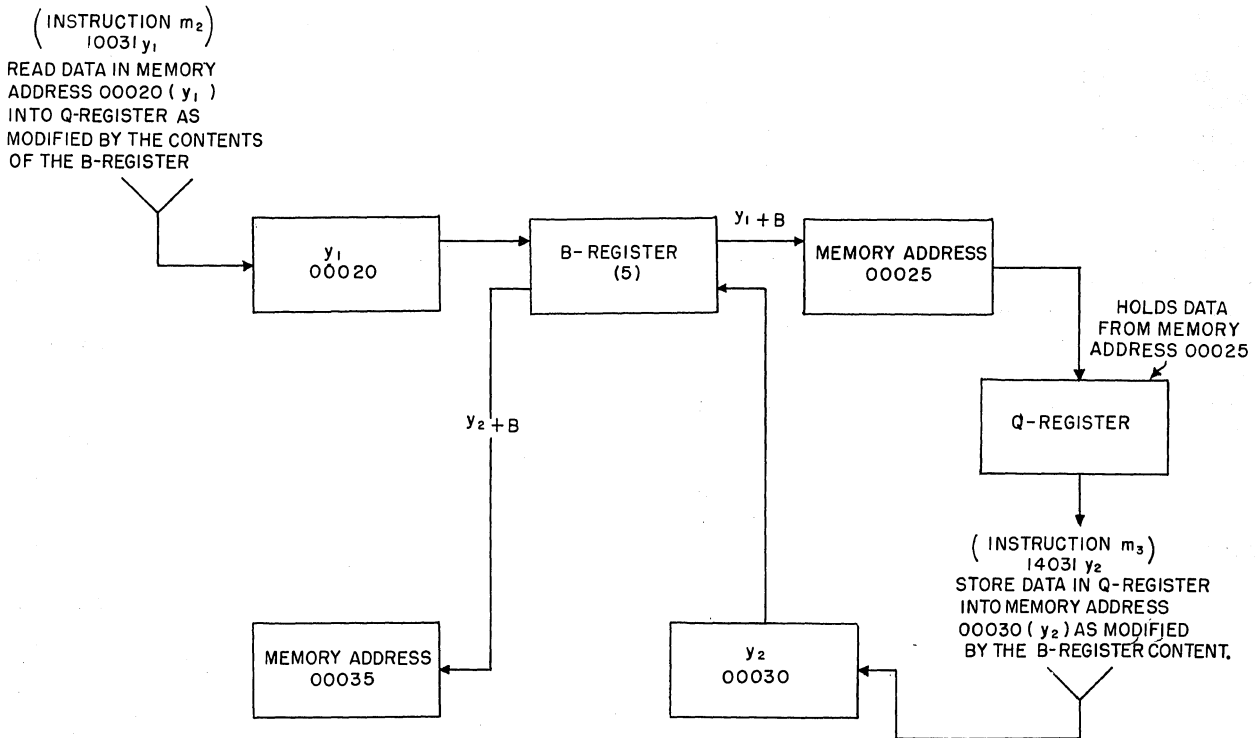 (INSTRUCTION m₂)
10031 y₁
READ DATA IN MEMORY
ADDRESS 00020 (y₁)
INTO Q-REGISTER AS
MODIFIED BY THE CONTENTS
OF THE B-REGISTER
y₁
00020
B-REGISTER
(5)
y₁+B
MEMORY ADDRESS
00025
HOLDS DATA
FROM MEMORY
ADDRESS 00025
Q-REGISTER
y₂+B
(INSTRUCTION m₃)
14031 y₂
STORE DATA IN Q-REGISTER
INTO MEMORY ADDRESS
00030 (y₂) AS MODIFIED
BY THE B-REGISTER CONTENT.
y₂
00030
MEMORY ADDRESS
00035